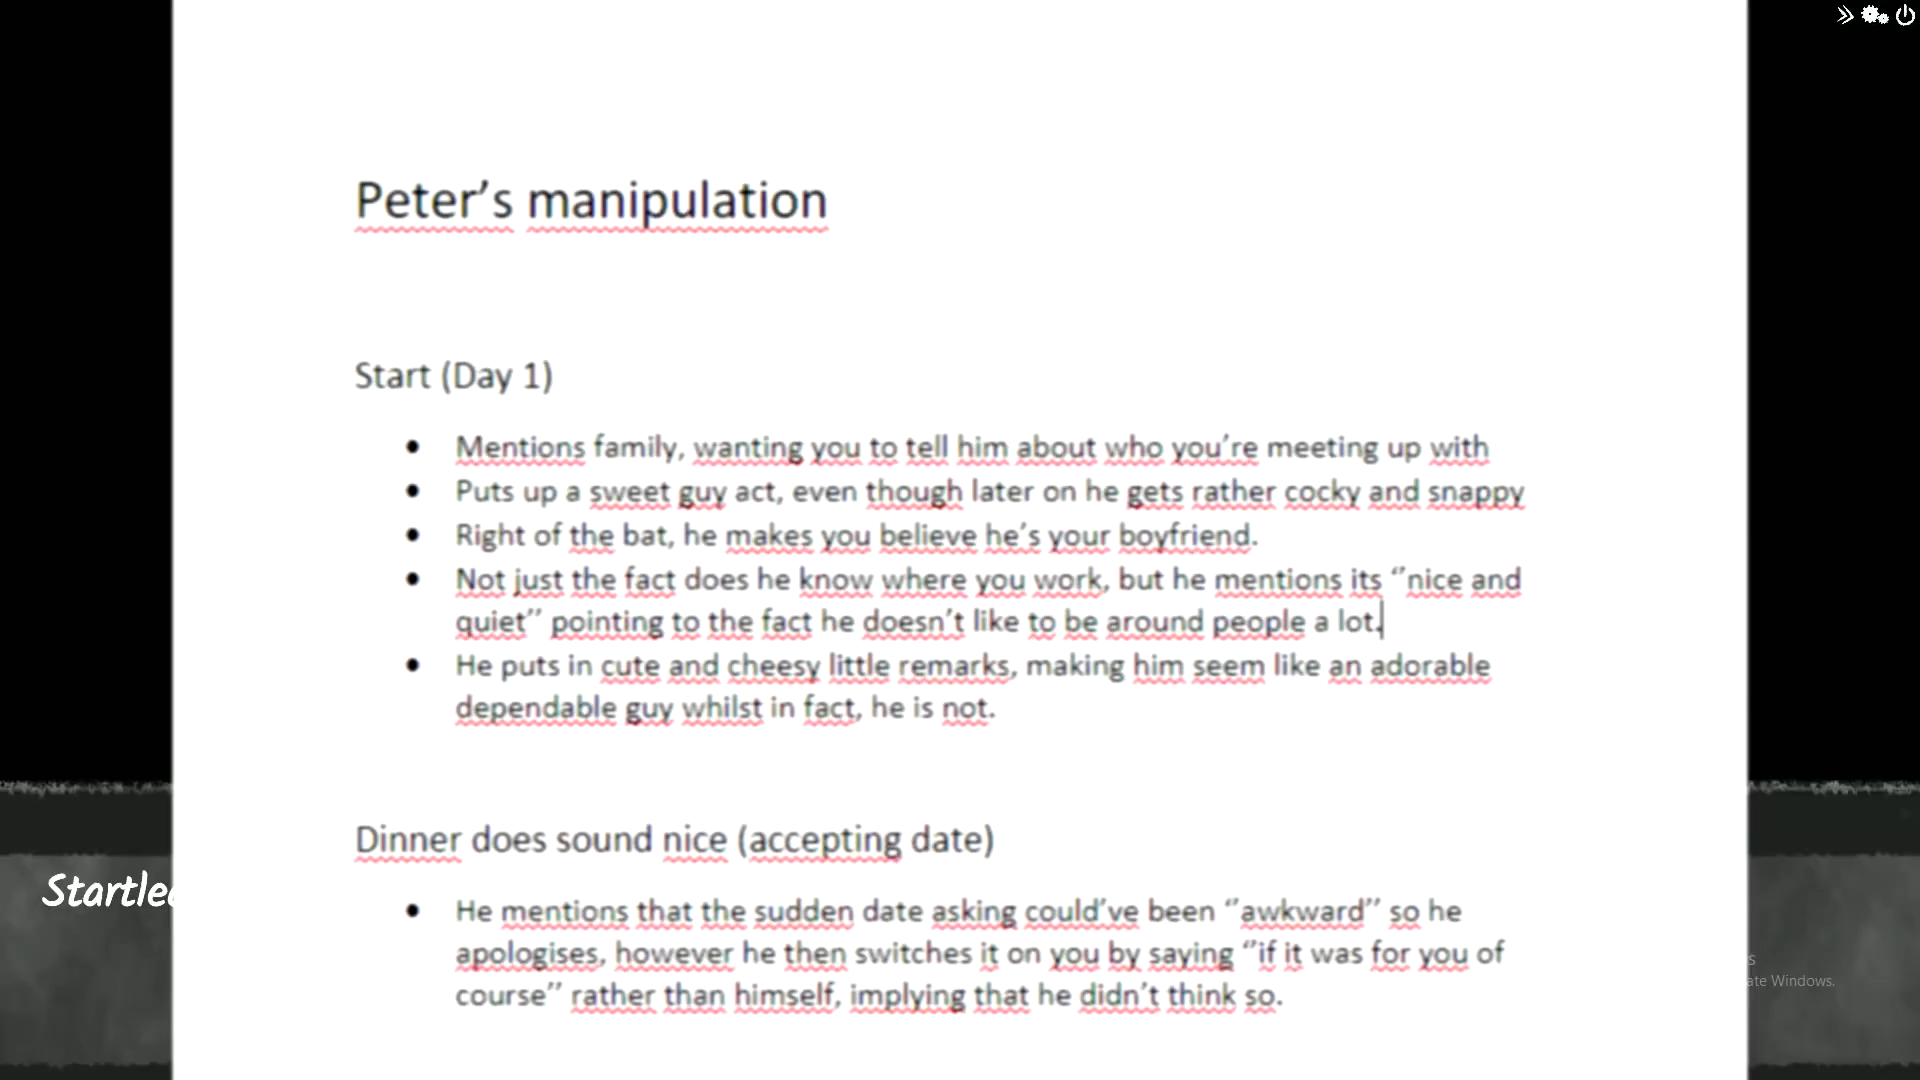 Peter’s manipulation
Start (Day 1)
Mentions family, wanting you to tell him about who you’re meeting up with
Puts up a sweet guy act, even though later on he gets rather cocky and snappy
Right of the bat, he makes you believe he’s your boyfriend.
Not just the fact does he know where you work, but he mentions its ‘’nice and
quiet’’ pointing to the fact he doesn’t like to be around people a lot.
He puts in cute and cheesy little remarks, making him seem like an adorable
dependable guy whilst in fact, he is not.
Dinner does sound nice (accepting date)
Startle
He mentions that the sudden date asking could’ve been ‘’awkward’’ so he
apologises, however he then switches it on you by saying ‘’if it was for you of
course’’ rather than himself, implying that he didn’t think so.
Windows.